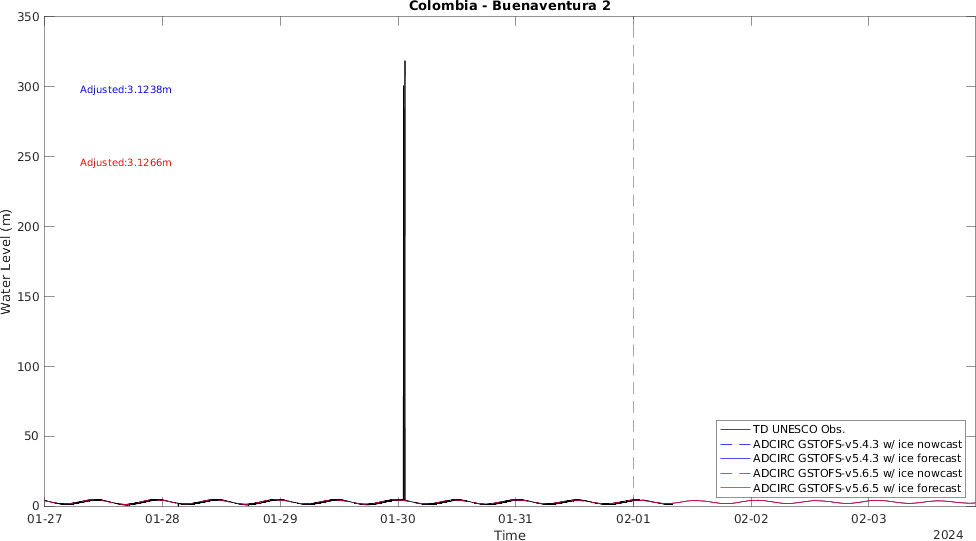 Colombia - Buenaventura 2
350
300
250
200
150
100
50
0
Water Level (m)
Adjusted:3.1238m
Adjusted:3.1266m
TD UNESCO Obs.
ADCIRC GSTOFS-v5.4.3 w/ ice nowcast
ADCIRC GSTOFS-v5.4.3 w/ ice forecast
ADCIRC GSTOFS-v5.6.5 w/ ice nowcast
ADCIRC GSTOFS-v5.6.5 w/ ice forecast
01-27 01-28 01-29 01-30 01-31 02-01 02-02 02-03
Time
2024